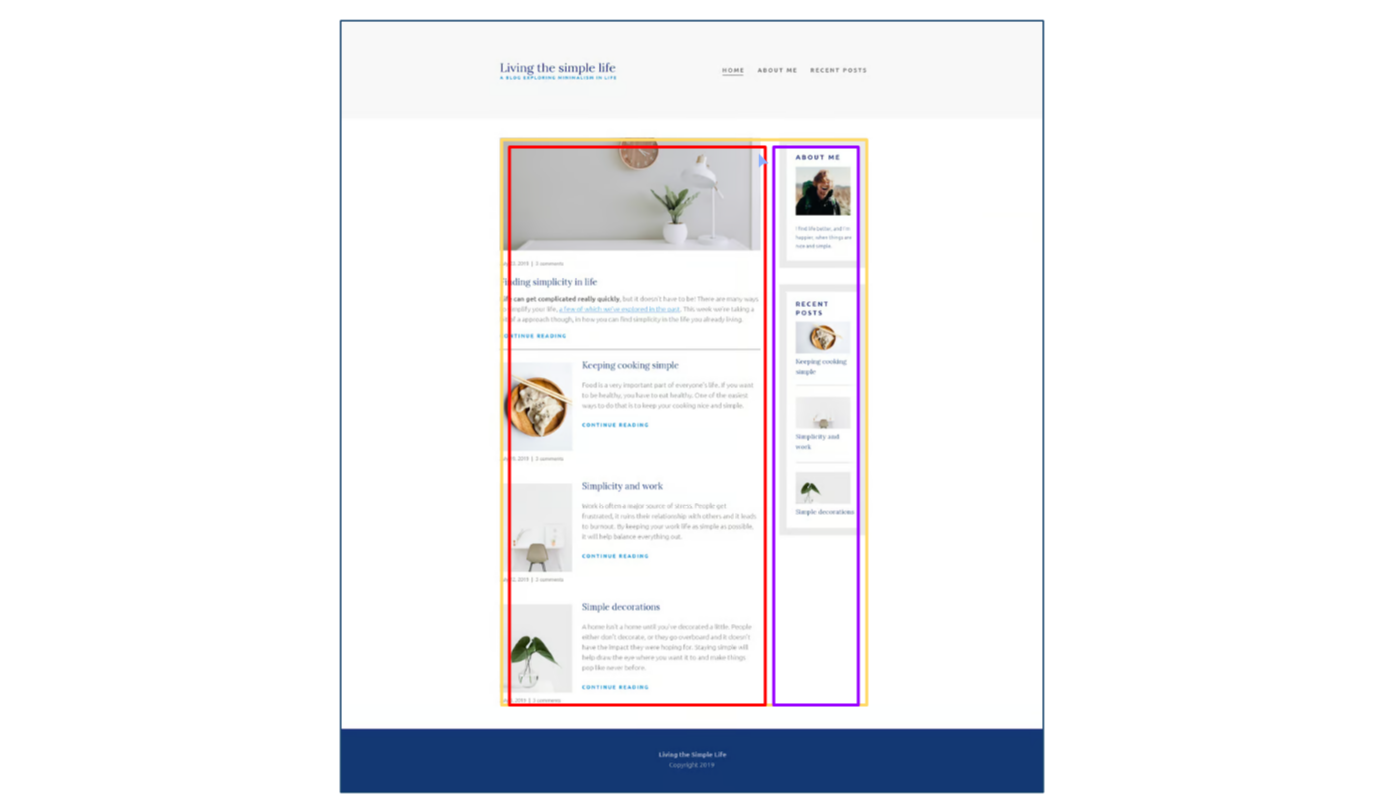 Living the simple life
A BLOG EXPLORING MINIMALISM IN LIFE
HOME ABOUT ME RECENT POSTS
2019 | 3 comments
Finding simplicity in life
Life can get complicated really quickly, but it doesn't have to be! There are many ways
simplify your life, a few of which we've explored in the past. This week we're taking a
of a approach though, in how you can find simplicity in the life you already living.
CONTINUE READING
Keeping cooking simple
Food is a very important part of everyone's life. If you want
to be healthy, you have to eat healthy. One of the easiest
ways to do that is to keep your cooking nice and simple.
CONTINUE READING
2019 | 3 comments
Simplicity and work
Work is often a major source of stress. People get
frustrated, it ruins their relationship with others and it leads
to burnout. By keeping your work life as simple as possible,
it will help balance everything out.
CONTINUE READING
2019 | 3 comments
Simple decorations
A home isn't a home until you've decorated a little. People
either don't decorate, or they go overboard and it doesn't
have the impact they were hoping for. Staying simple will
help draw the eye where you want it to and make things
pop like never before.
CONTINUE READING
2019 | 3 comments
ABOUT ME
I find life better, and I'm
happier, when things are
nice and simple.
RECENT
POSTS
Keeping cooking
simple
Simplicity and
work
Simple decorations
Living the Simple Life
Copyright 2019